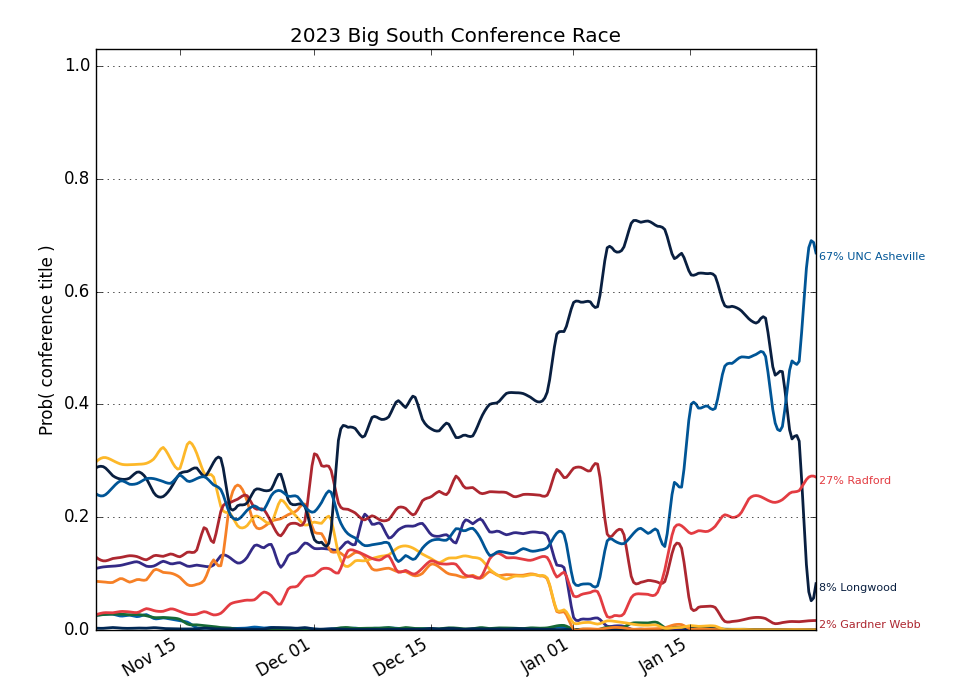 2023 Big South Conference Race
Prob( conference title )
1.0
0.8
0.6
0.4
0.2
0.0
Nov 15
Dec 01
Dec 15
Jan 01
Jan 15
67% UNC Asheville
27% Radford
8% Longwood
2% Gardner Webb